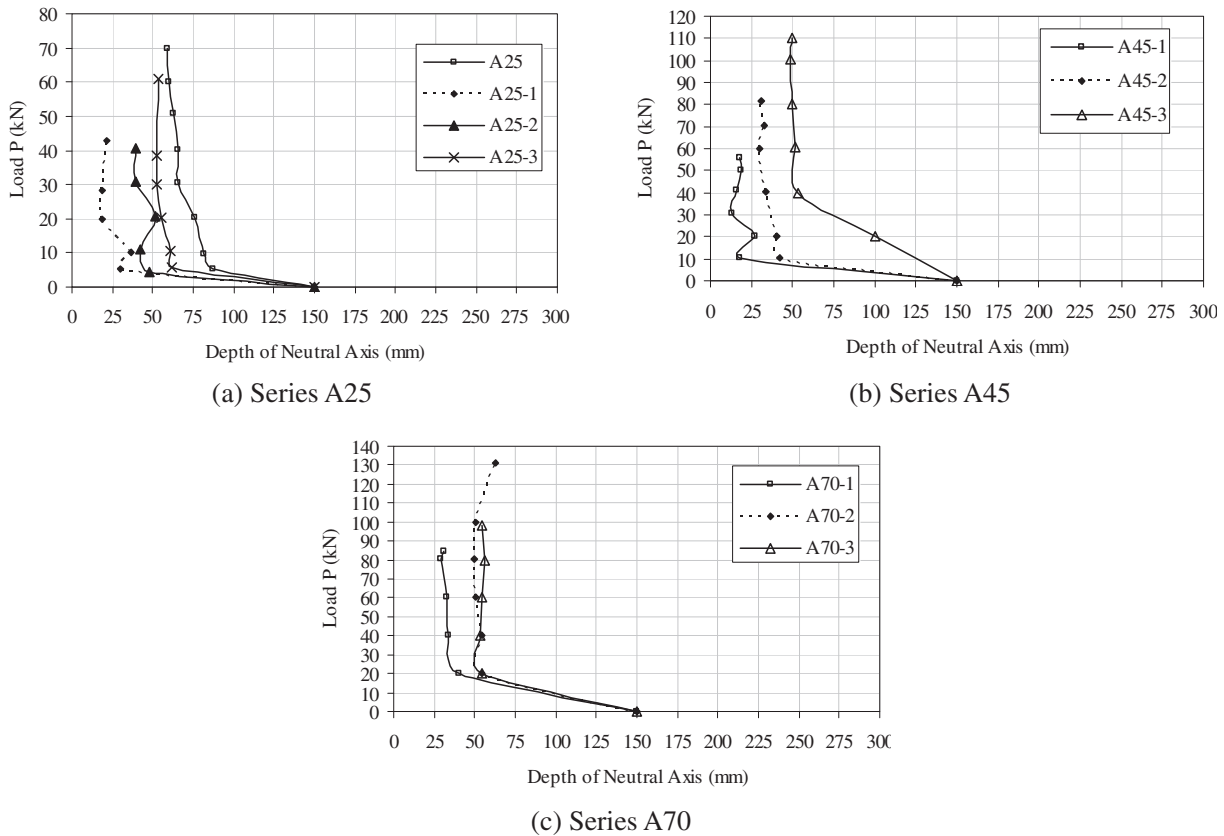 80
70
60
50
40
30
20
10
0
Load P (kN)
A25
A25-1
A25-2
A25-3
0 25 50 75 100 125 150 175 200 225 250 275 300
Depth of Neutral Axis (mm)
(a) Series A25
120
110
100
90
80
70
60
50
40
30
20
10
0
Load P (kN)
A45-1
A45-2
A45-3
0 25 50 75 100 125 150 175 200 225 250 275 300
Depth of Neutral Axis (mm)
(b) Series A45
140
130
120
110
100
90
80
70
60
50
40
30
20
10
0
Load P (kN)
A70-1
A70-2
A70-3
0 25 50 75 100 125 150 175 200 225 250 275 300
Depth of Neutral Axis (mm)
(c) Series A70